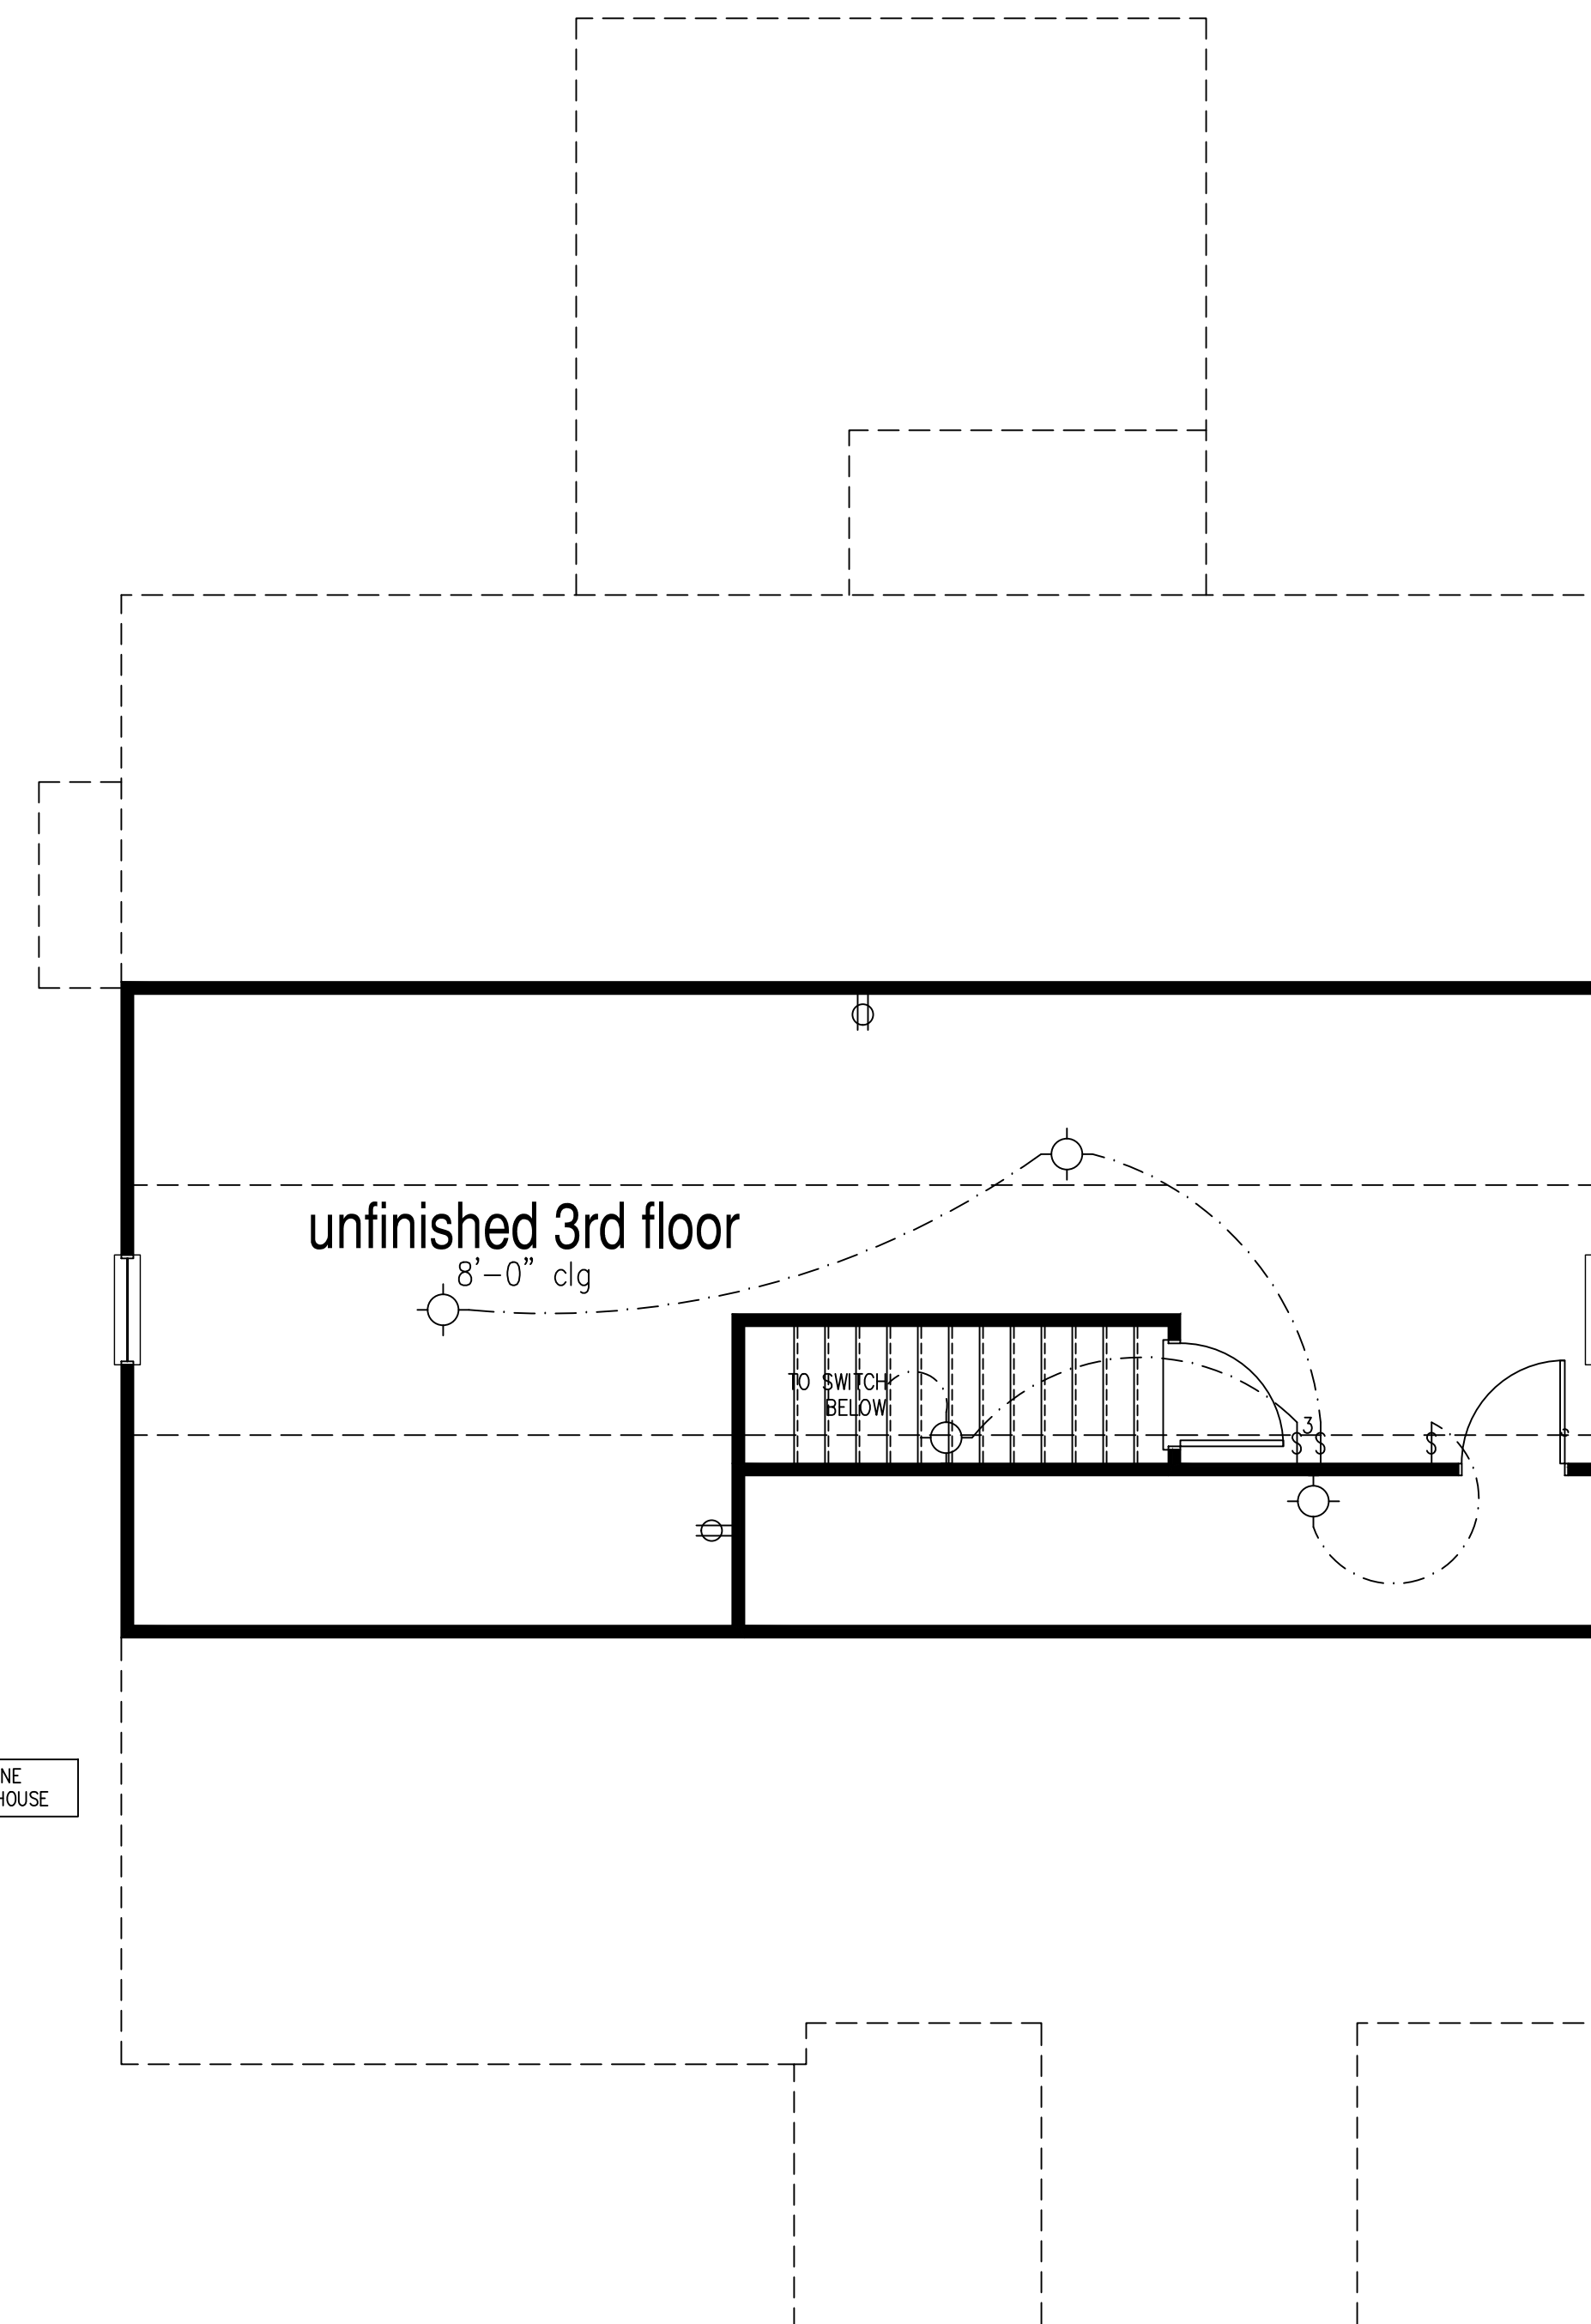 unfinished 3rd floor
8'-0" clg
TO SWITCH
BELOW
3
$ $ $
NE
HOUSE